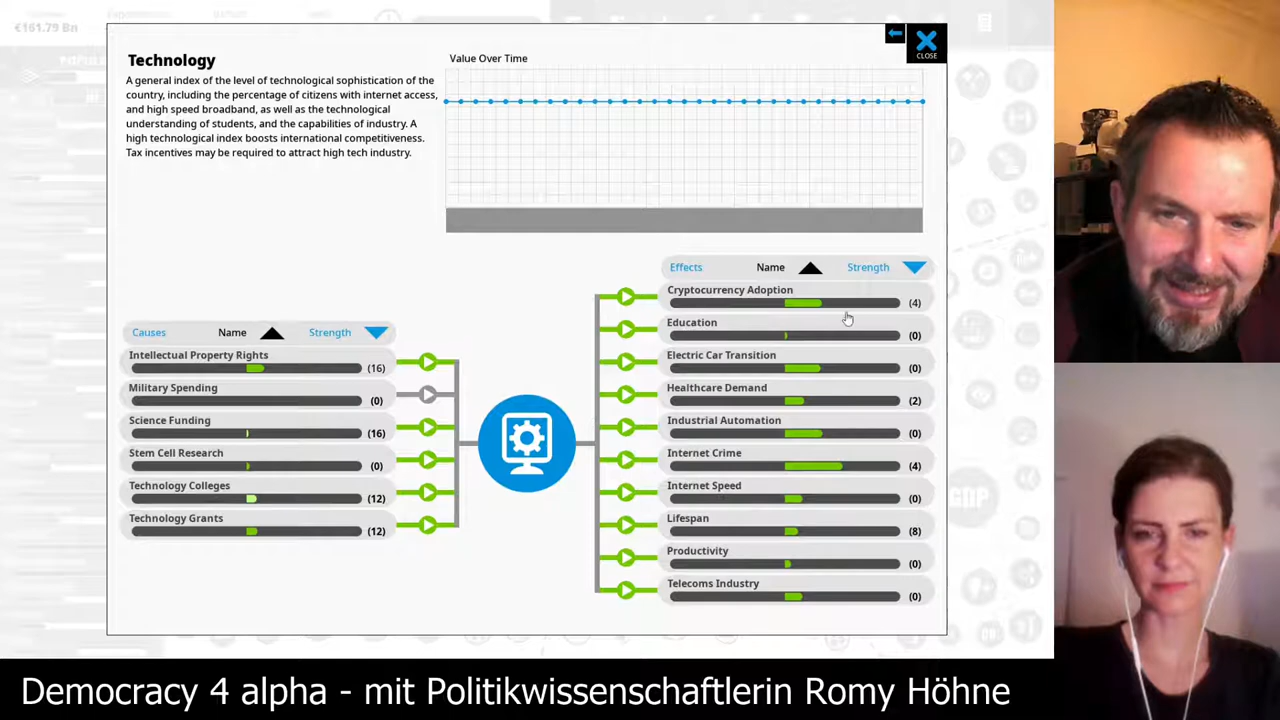 €161.79 Bn
CLOSE
Technology
A general index of the level of technological sophistication of the
country, including the percentage of citizens with internet access,
and high speed broadband, as well as the technological
understanding of students, and the capabilities of industry. A
high technological index boosts international competitiveness.
Tax incentives may be required to attract high tech industry.
Value Over Time
Causes Name Strength
Intellectual Property Rights
(16)
Military Spending
(0)
Science Funding
(16)
Stem Cell Research
(0)
Technology Colleges
(12)
Technology Grants
(12)
Effects Name Strength
Cryptocurrency Adoption
(4)
Education
(0)
Electric Car Transition
(0)
Healthcare Demand
(2)
Industrial Automation
(0)
Internet Crime
(4)
Internet Speed
(0)
Lifespan
(8)
Productivity
(0)
Telecoms Industry
(0)
GDP
Democracy 4 alpha - mit Politikwissenschaftlerin Romy Höhne